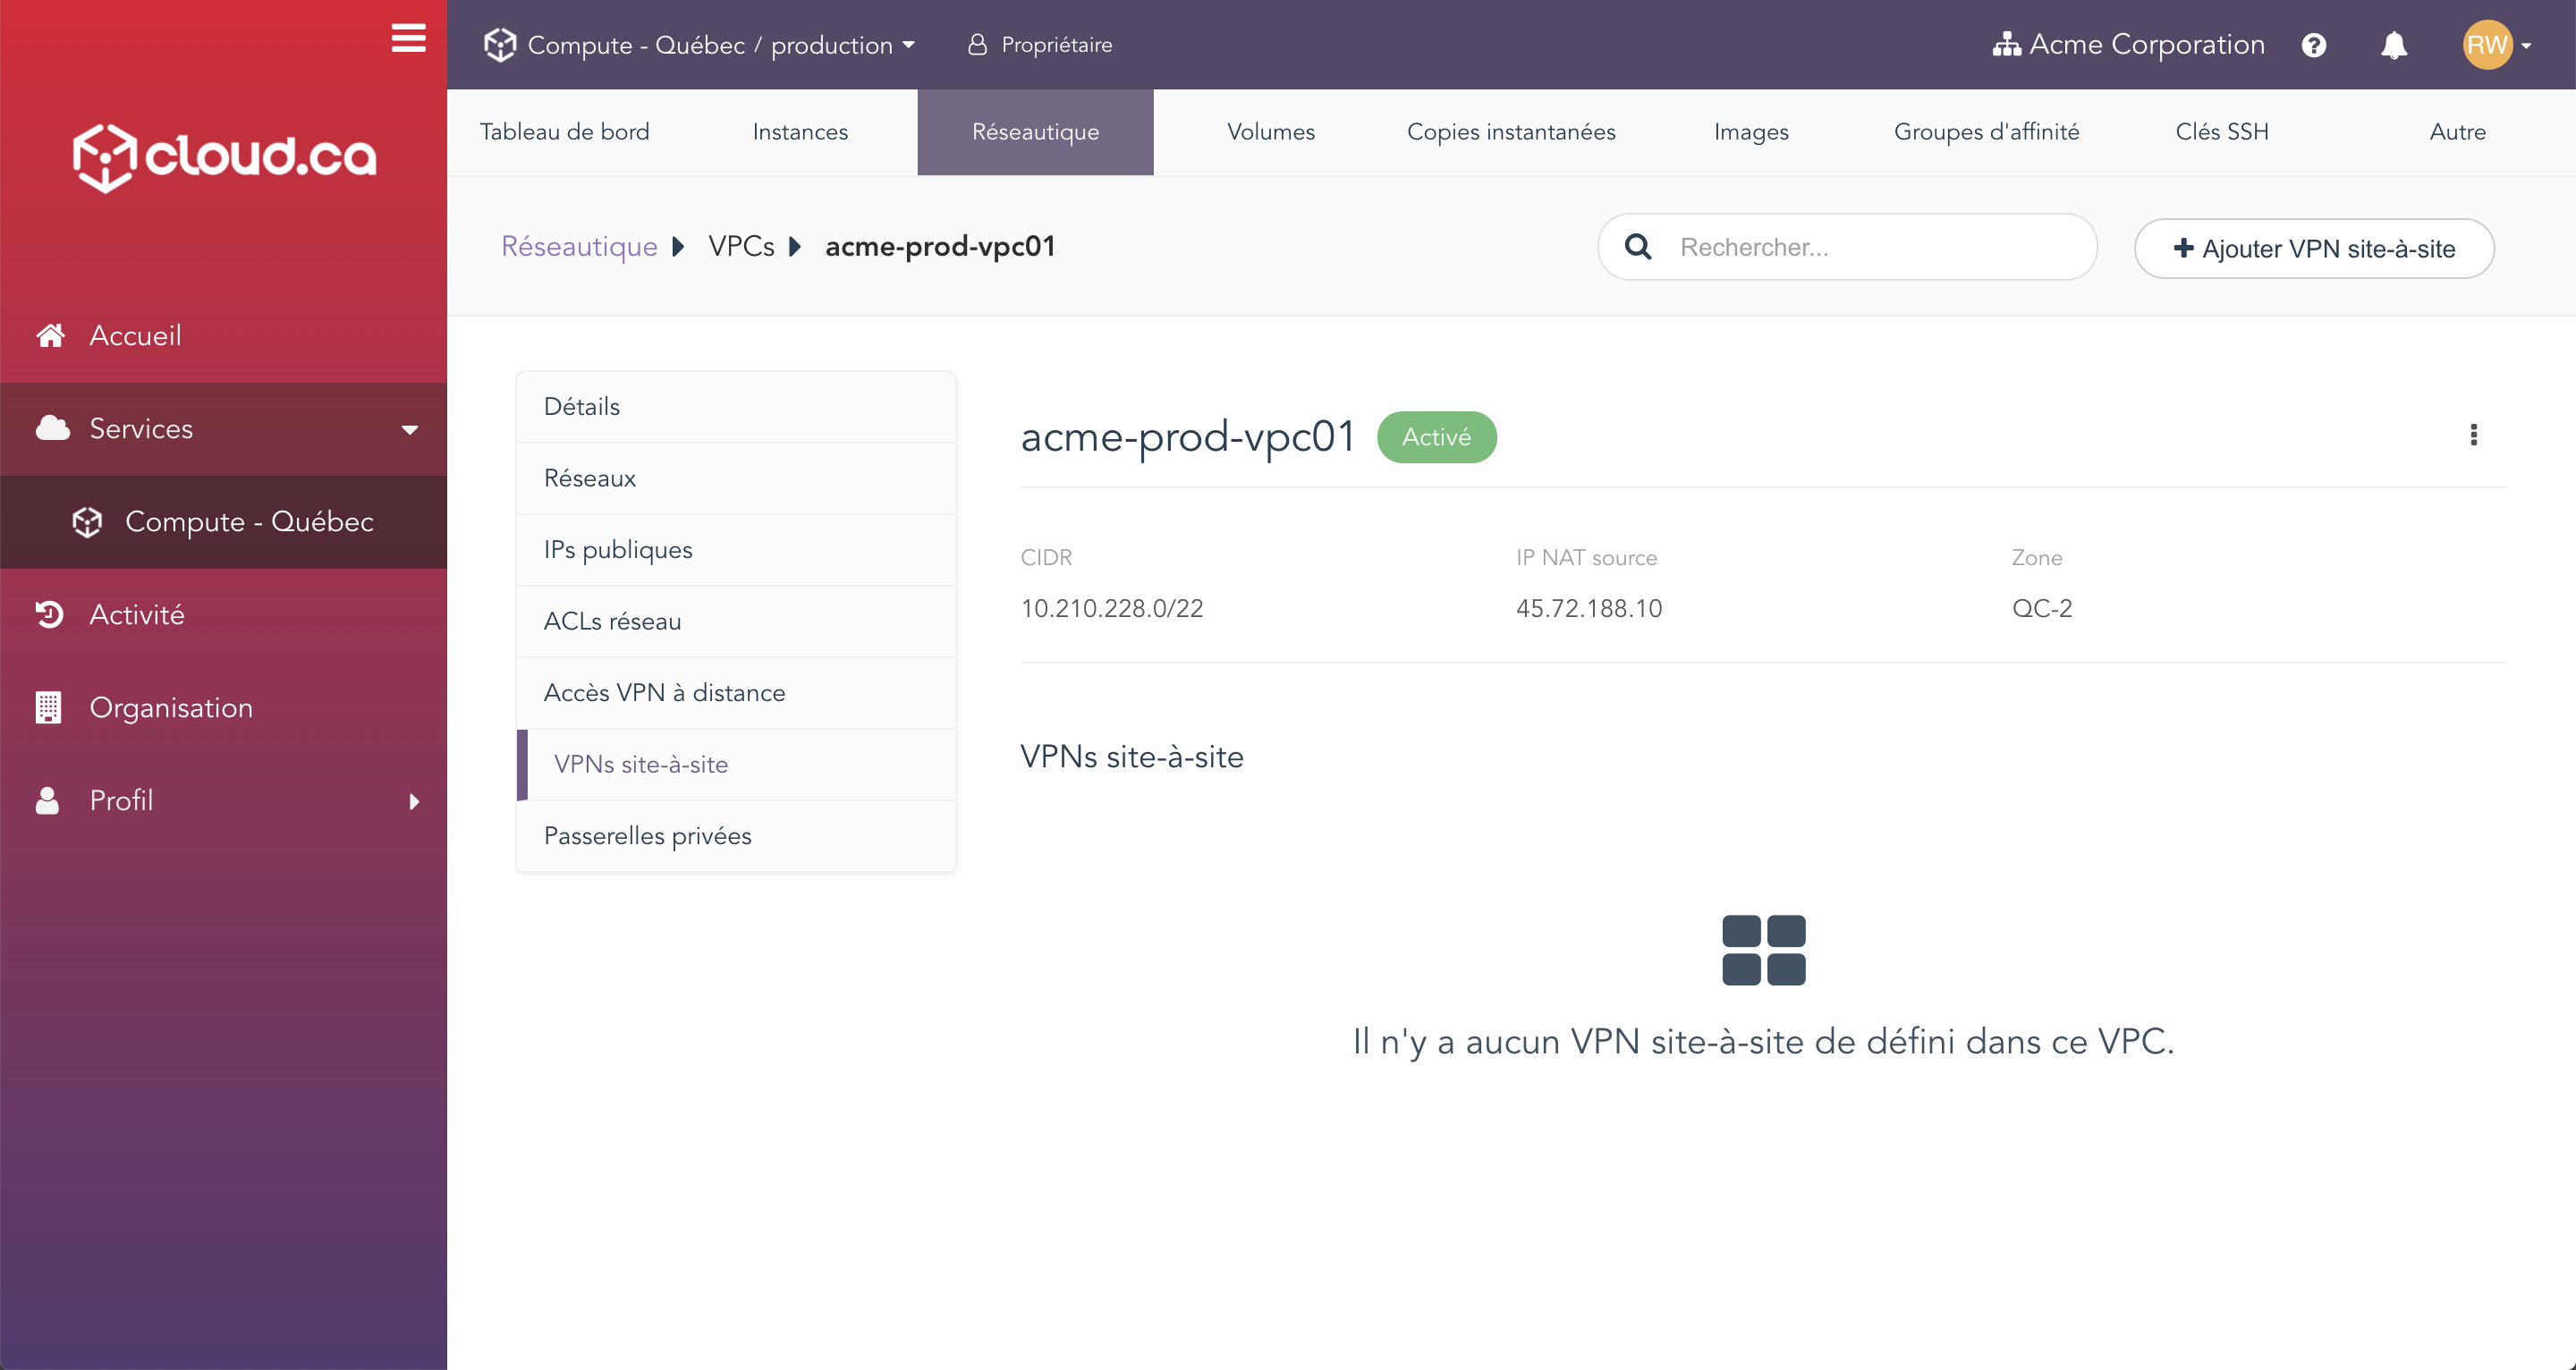 Compute - Québec / production
Propriétaire
Acme Corporation
RW
cloud.ca
Tableau de bord
Instances
Réseautique
Volumes
Copies instantanées
Images
Groupes d'affinité
Clés SSH
Autre
Réseautique VPCs acme-prod-vpc01
Rechercher...
Ajouter VPN site-à-site
Accueil
Services
Compute - Québec
Activité
Organisation
Profil
Détails
Réseaux
IPs publiques
ACLs réseau
Accès VPN à distance
VPNs site-à-site
Passerelles privées
acme-prod-vpc01
Activé
CIDR
10.210.228.0/22
IP NAT source
45.72.188.10
Zone
QC-2
VPNs site-à-site
Il n'y a aucun VPN site-à-site de défini dans ce VPC.